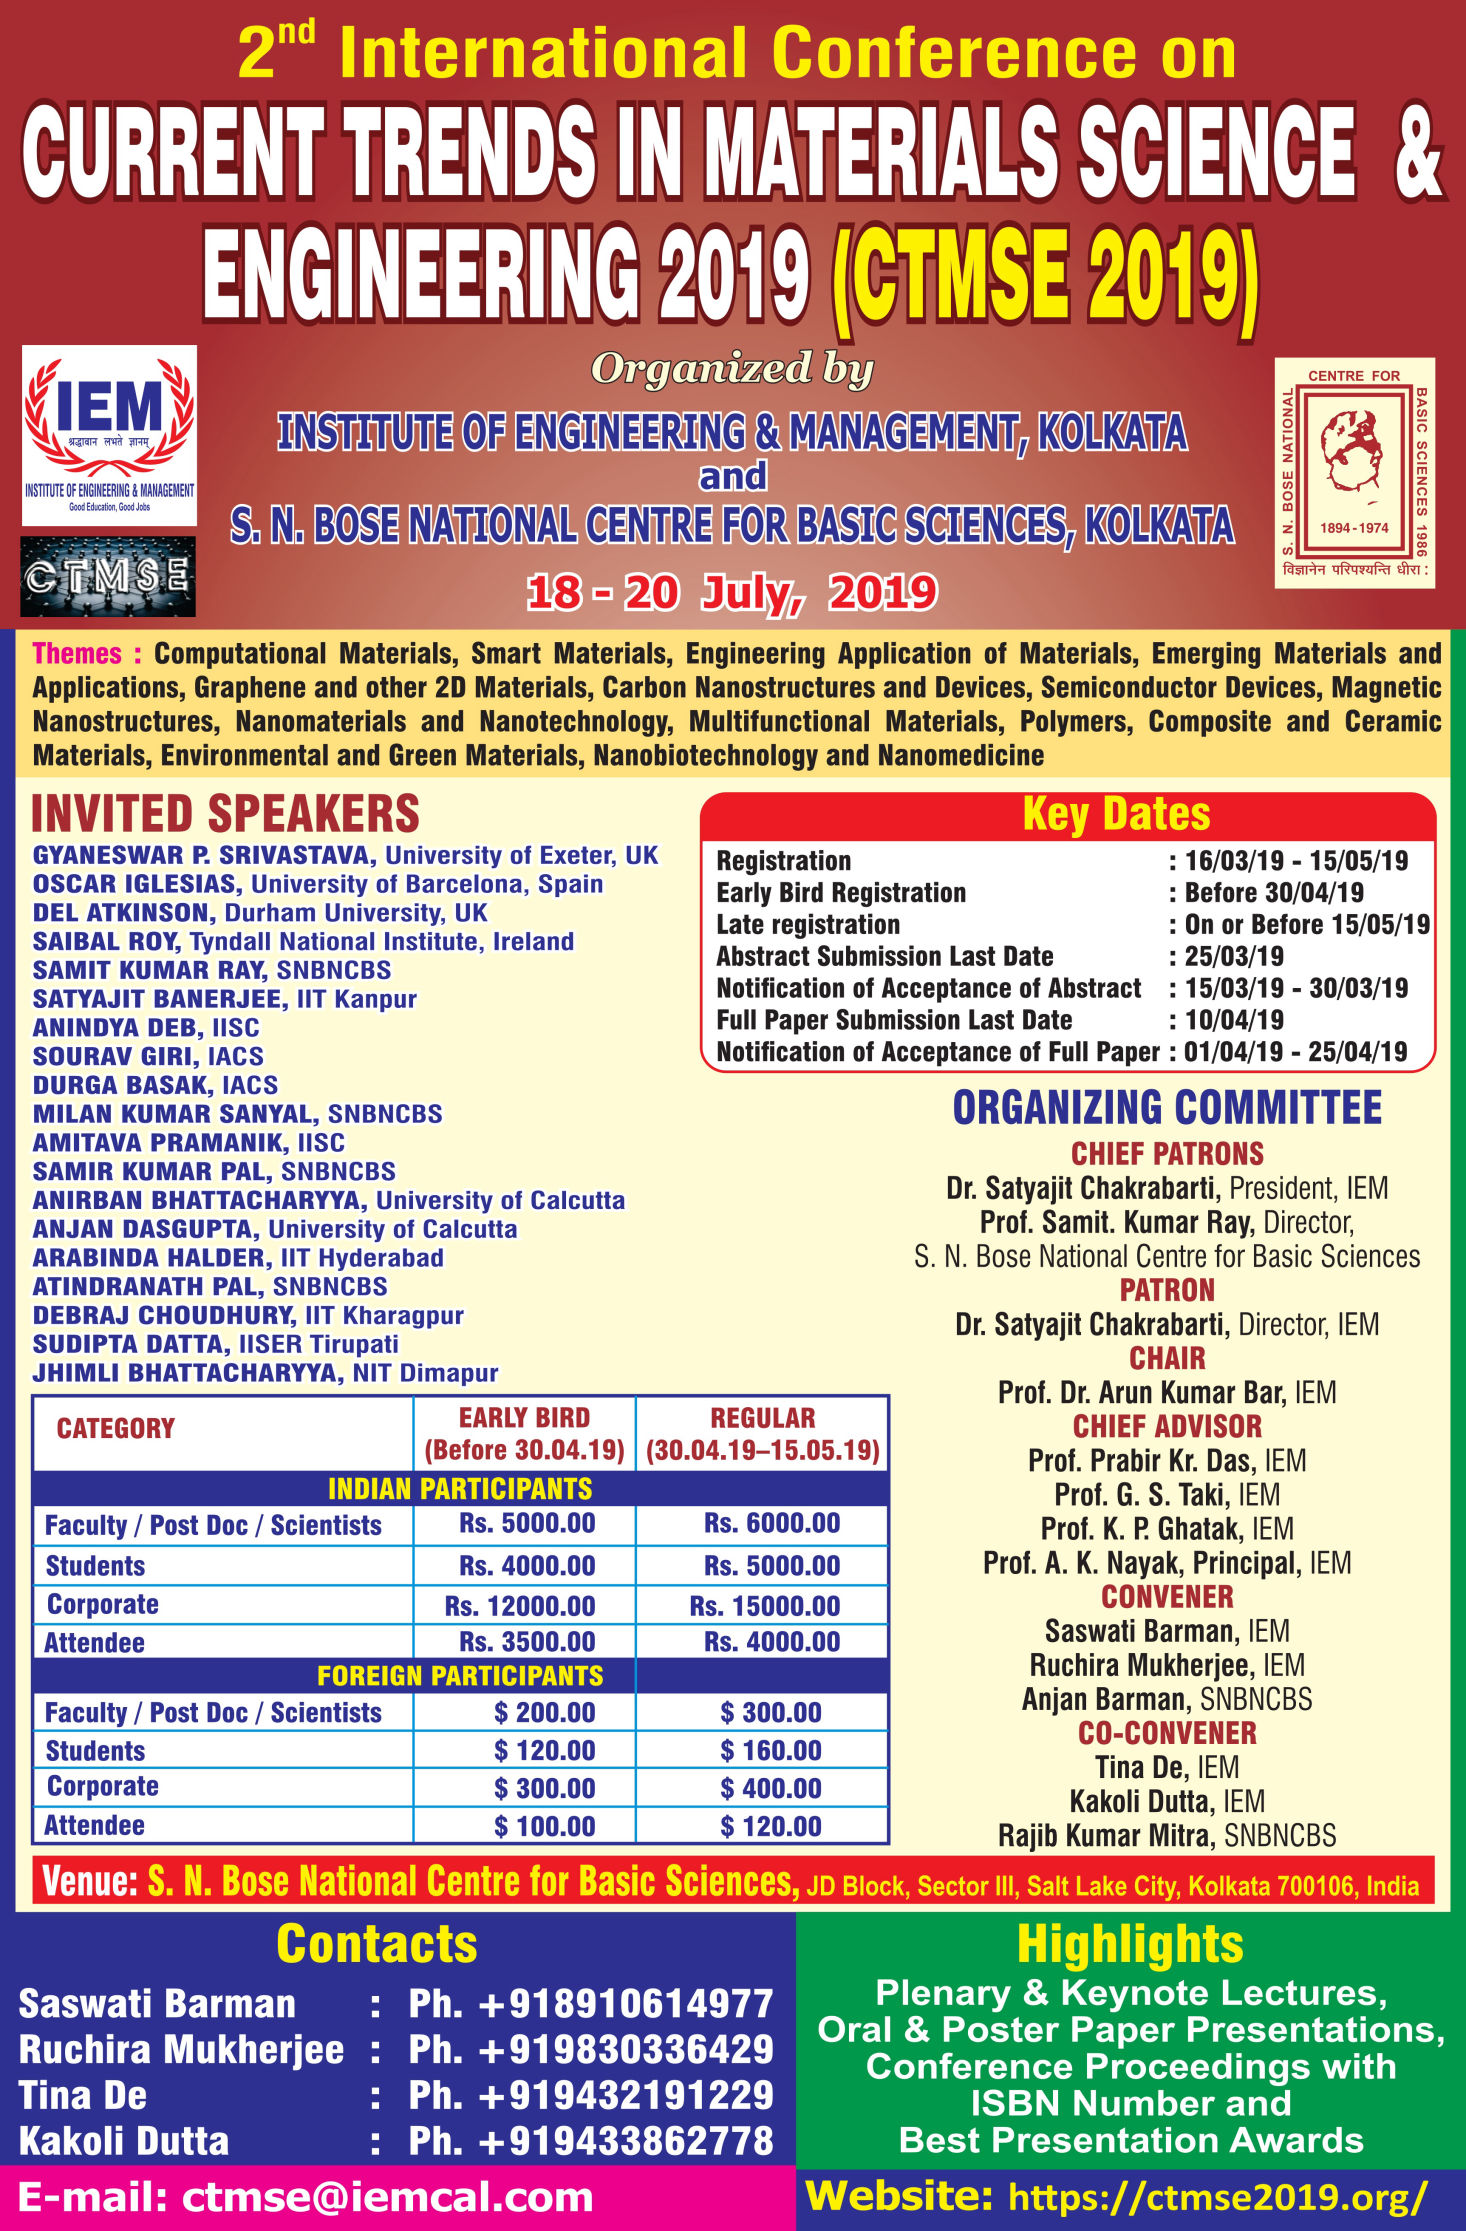 2nd International Conference on
CURRENT TRENDS IN MATERIALS SCIENCE &
ENGINEERING 2019 (CTMSE 2019)
Organized by
INSTITUTE OF ENGINEERING & MANAGEMENT, KOLKATA
and
S. N. BOSE NATIONAL CENTRE FOR BASIC SCIENCES, KOLKATA
18 - 20 July, 2019
IEM
श्रद्धावान लभते ज्ञानम्
INSTITUTE OF ENGINEERING & MANAGEMENT
Good Education, Good Jobs
CTMSE
CENTRE FOR
S. N. BOSE NATIONAL
BASIC SCIENCES 1986
1894-1974
विज्ञानेन परिपश्यन्ति धीरा :
Themes : Computational Materials, Smart Materials, Engineering Application of Materials, Emerging Materials and
Applications, Graphene and other 2D Materials, Carbon Nanostructures and Devices, Semiconductor Devices, Magnetic
Nanostructures, Nanomaterials and Nanotechnology, Multifunctional Materials, Polymers, Composite and Ceramic
Materials, Environmental and Green Materials, Nanobiotechnology and Nanomedicine
INVITED SPEAKERS
GYANESWAR P. SRIVASTAVA, University of Exeter, UK
OSCAR IGLESIAS, University of Barcelona, Spain
DEL ATKINSON, Durham University, UK
SAIBAL ROY, Tyndall National Institute, Ireland
SAMIT KUMAR RAY, SNBNCBS
SATYAJIT BANERJEE, IIT Kanpur
ANINDYA DEB, IISC
SOURAV GIRI, IACS
DURGA BASAK, IACS
MILAN KUMAR SANYAL, SNBNCBS
AMITAVA PRAMANIK, IISC
SAMIR KUMAR PAL, SNBNCBS
ANIRBAN BHATTACHARYYA, University of Calcutta
ANJAN DASGUPTA, University of Calcutta
ARABINDA HALDER, IIT Hyderabad
ATINDRANATH PAL, SNBNCBS
DEBRAJ CHOUDHURY, IIT Kharagpur
SUDIPTA DATTA, IISER Tirupati
JHIMLI BHATTACHARYYA, NIT Dimapur
Key Dates
Registration : 16/03/19 - 15/05/19
Early Bird Registration : Before 30/04/19
Late registration : On or Before 15/05/19
Abstract Submission Last Date : 25/03/19
Notification of Acceptance of Abstract : 15/03/19 - 30/03/19
Full Paper Submission Last Date : 10/04/19
Notification of Acceptance of Full Paper : 01/04/19 - 25/04/19
ORGANIZING COMMITTEE
CHIEF PATRONS
Dr. Satyajit Chakrabarti, President, IEM
Prof. Samit. Kumar Ray, Director,
S. N. Bose National Centre for Basic Sciences
PATRON
Dr. Satyajit Chakrabarti, Director, IEM
CHAIR
Prof. Dr. Arun Kumar Bar, IEM
CHIEF ADVISOR
Prof. Prabir Kr. Das, IEM
Prof. G. S. Taki, IEM
Prof. K. P. Ghatak, IEM
Prof. A. K. Nayak, Principal, IEM
CONVENER
Saswati Barman, IEM
Ruchira Mukherjee, IEM
Anjan Barman, SNBNCBS
CO-CONVENER
Tina De, IEM
Kakoli Dutta, IEM
Rajib Kumar Mitra, SNBNCBS
CATEGORY EARLY BIRD REGULAR
(Before 30.04.19) (30.04.19–15.05.19)
INDIAN PARTICIPANTS
Faculty / Post Doc / Scientists Rs. 5000.00 Rs. 6000.00
Students Rs. 4000.00 Rs. 5000.00
Corporate Rs. 12000.00 Rs. 15000.00
Attendee Rs. 3500.00 Rs. 4000.00
FOREIGN PARTICIPANTS
Faculty / Post Doc / Scientists $ 200.00 $ 300.00
Students $ 120.00 $ 160.00
Corporate $ 300.00 $ 400.00
Attendee $ 100.00 $ 120.00
Venue: S. N. Bose National Centre for Basic Sciences, JD Block, Sector III, Salt Lake City, Kolkata 700106, India
Contacts
Saswati Barman : Ph. +918910614977
Ruchira Mukherjee : Ph. +919830336429
Tina De : Ph. +919432191229
Kakoli Dutta : Ph. +919433862778
E-mail: ctmse@iemcal.com
Highlights
Plenary & Keynote Lectures,
Oral & Poster Paper Presentations,
Conference Proceedings with
ISBN Number and
Best Presentation Awards
Website: https://ctmse2019.org/